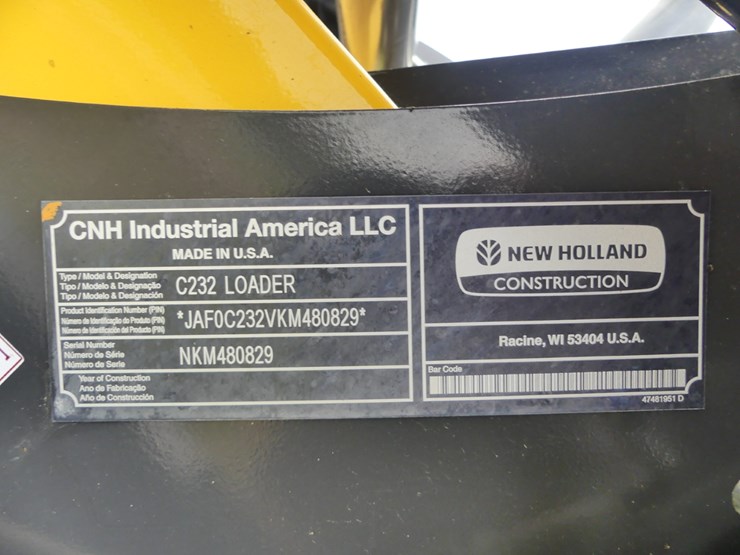 CNH Industrial America LLC
MADE IN U.S.A.
Type / Model & Designation
Tipo / Modelo & Designação
Tipo / Modelo & Designación
C232 LOADER
Product Identification Number (PIN)
Número de Identificação do Produto (PIN)
Número de Identificación del Producto (PIN)
*JAF0C232VKM480829*
Serial Number
Número de Série
Número de Serie
NKM480829
Year of Construction
Ano de Fabricação
Año de Construcción
NEW HOLLAND
CONSTRUCTION
Racine, WI 53404 U.S.A.
Bar Code
47481951 D